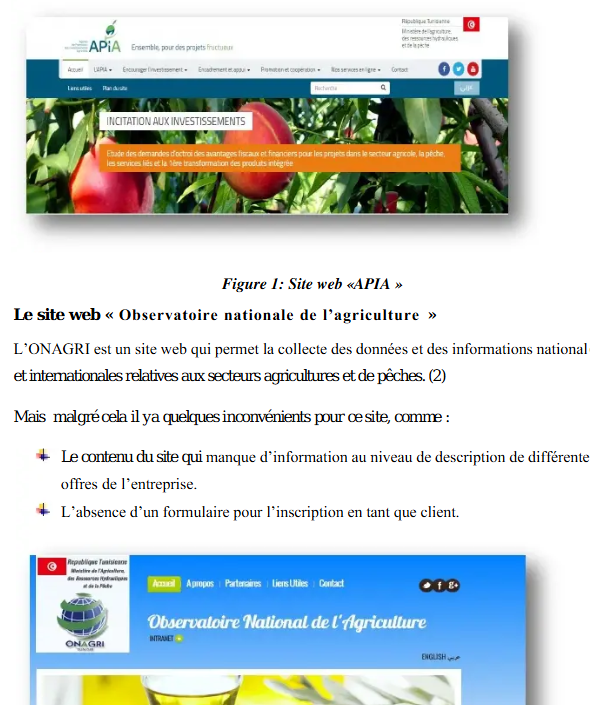 APiA
Ensemble, pour des projets fructueux
République Tunisienne
Ministère de l'agriculture,
des ressources hydrauliques
et de la pêche
Accueil L'APIA Encourager l'investissement Encadrement et appui Promotion et coopération Nos services en ligne Contact
Liens utiles Plan du site Recherche عربي
INCITATION AUX INVESTISSEMENTS
Etude des demandes d'octroi des avantages fiscaux et financiers pour les projets dans le secteur agricole, la pêche,
les services liés et la 1ère transformation des produits intégrée
Figure 1: Site web «APIA »
Le site web « Observatoire nationale de l'agriculture »
L'ONAGRI est un site web qui permet la collecte des données et des informations national
et internationales relatives aux secteurs agricultures et de pêches. (2)
Mais malgré cela il y a quelques inconvénients pour ce site, comme :
Le contenu du site qui manque d'information au niveau de description de différente
offres de l'entreprise.
L'absence d'un formulaire pour l'inscription en tant que client.
République Tunisienne
Ministère de l'Agriculture,
des Ressources Hydrauliques
et de la Pêche
ONAGRI
Accueil A propos Partenaires Liens Utiles Contact
Observatoire National de l'Agriculture
INTRANET
ENGLISH عربي